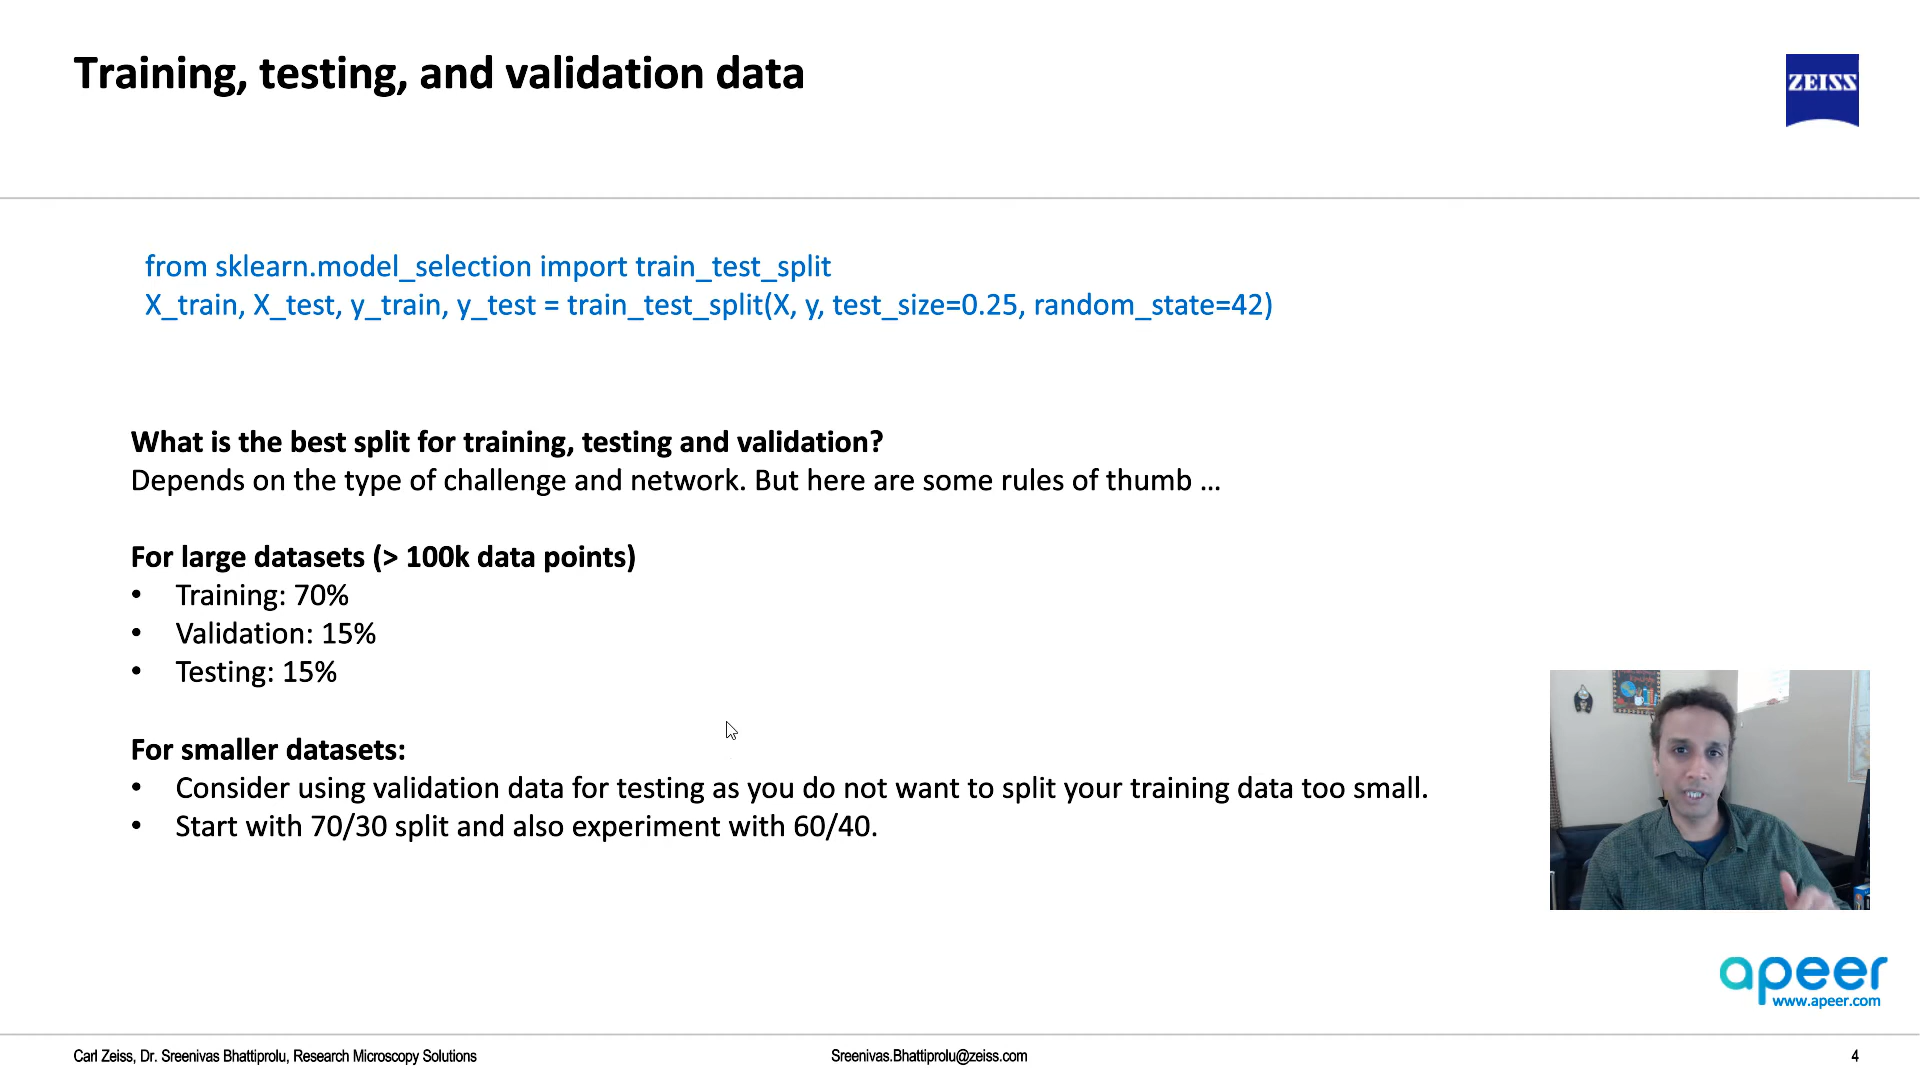 Training, testing, and validation data
ZEISS
from sklearn.model_selection import train_test_split
X_train, X_test, y_train, y_test = train_test_split(X, y, test_size=0.25, random_state=42)
What is the best split for training, testing and validation?
Depends on the type of challenge and network. But here are some rules of thumb ...
For large datasets (> 100k data points)
• Training: 70%
• Validation: 15%
• Testing: 15%
For smaller datasets:
• Consider using validation data for testing as you do not want to split your training data too small.
• Start with 70/30 split and also experiment with 60/40.
apeer
www.apeer.com
Carl Zeiss, Dr. Sreenivas Bhattiprolu, Research Microscopy Solutions
Sreenivas.Bhattiprolu@zeiss.com
4